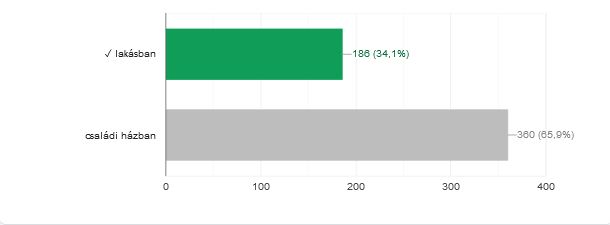 ✓ lakásban
186 (34,1%)
családi házban
360 (65,9%)
0 100 200 300 400